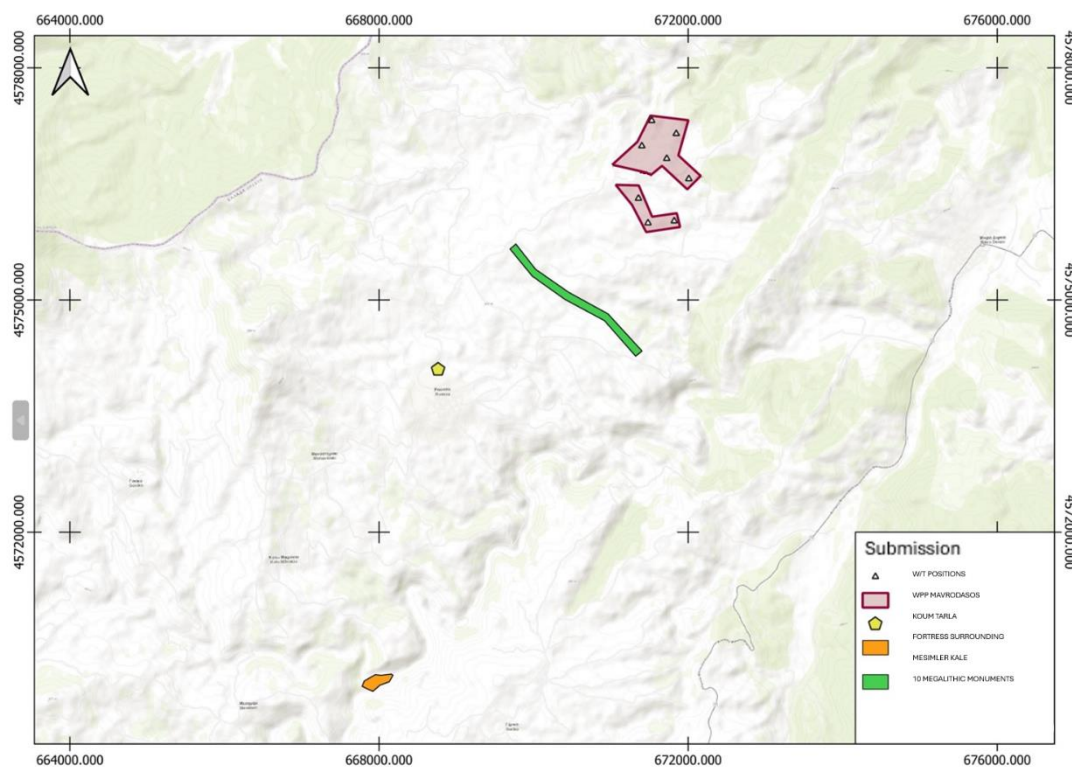 664000.000 668000.000 672000.000 676000.000
4578000.000 4578000.000
4575000.000 4575000.000
4572000.000 4572000.000
Submission
W/T POSITIONS
WPP MAVRODASOS
KOUM TARLA
FORTRESS SURROUNDING
MESIMLER KALE
10 MEGALITHIC MONUMENTS
664000.000 668000.000 672000.000 676000.000